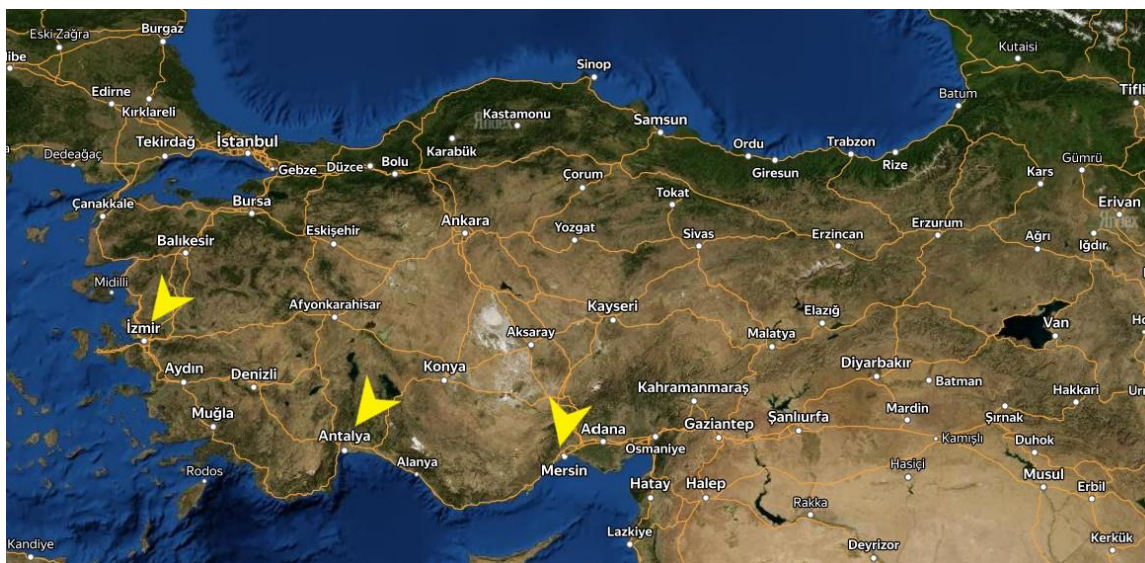 Burgaz
Eski Zağra
Kutaisi
Sinop
Edirne
Batum
Kırklareli
Kastamonu
Yandex
Samsun
Tekirdağ
İstanbul
Karabük
Ordu
Trabzon
Rize
Dedeağaç
Gebze
Düzce
Bolu
Giresun
Gümrü
Çorum
Kars
Çanakkale
Bursa
Tokat
Erivan
Yandex
Ankara
Eskişehir
Yozgat
Sivas
Erzincan
Erzurum
Balıkesir
Ağrı
Iğdır
Midilli
Afyonkarahisar
Kayseri
Elazığ
İzmir
Aksaray
Malatya
Van
Aydın
Denizli
Konya
Diyarbakır
Batman
Kahramanmaraş
Hakkari
Muğla
Mardin
Şırnak
Antalya
Adana
Gaziantep
Şanlıurfa
Osmaniye
Kamışlı
Duhok
Rodos
Alanya
Mersin
Hasiçi
Hatay
Halep
Musul
Erbil
Rakka
Lazkiye
Kandiye
Kerkük
Deyrizor